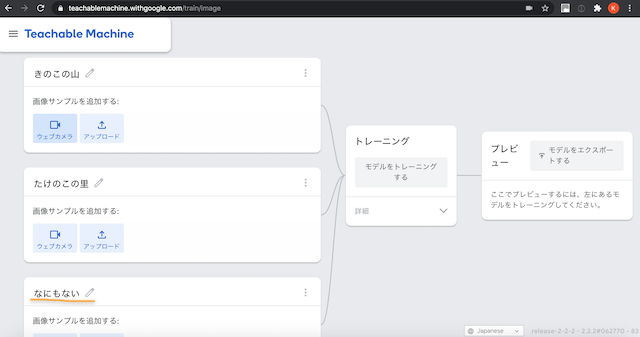 teachablemachine.withgoogle.com/train/image
K
Teachable Machine
きのこの山
画像サンプルを追加する:
ウェブカメラ
アップロード
たけのこの里
画像サンプルを追加する:
ウェブカメラ
アップロード
なにもない
画像サンプルを追加する:
トレーニング
モデルをトレーニング
する
詳細
プレビ
ュー
モデルをエクスポー
トする
ここでプレビューするには、左にあるモ
デルをトレーニングしてください。
Japanese
release-2-2-2 - 2.2.2#062770 - 93